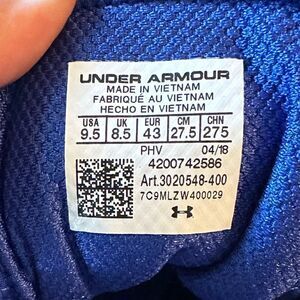 UNDER ARMOUR
MADE IN VIETNAM
FABRIQUÉ AU VIETNAM
HECHO EN VIETNAM
USA UK EUR CM CHN
9.5 8.5 43 27.5 275
PHV 04/18
4200742586
Art.3020548-400
7C9MLZW400029